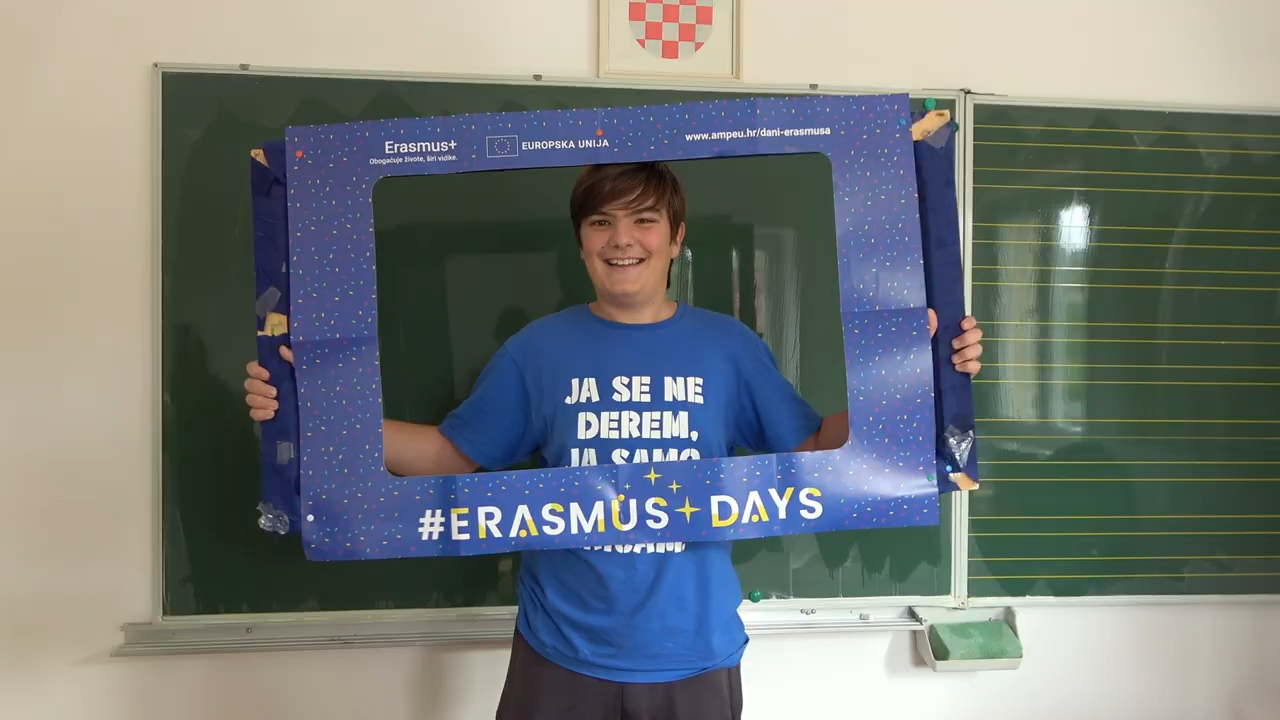 Erasmus+
Obogaćuje živote, širi vidike.
EUROPSKA UNIJA
www.ampeu.hr/dani-erasmusa
JA SE NE
DEREM,
JA SAMO
#ERASMUS DAYS